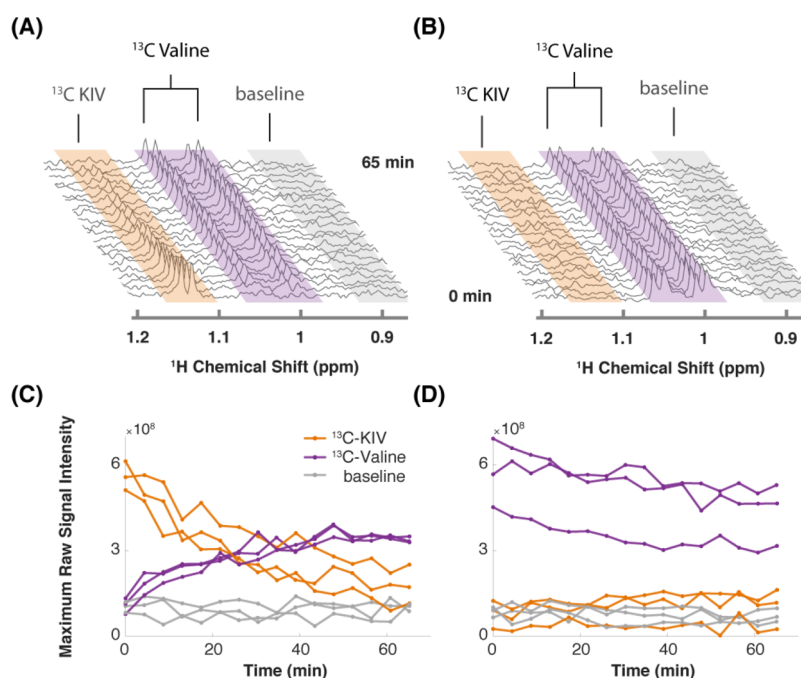 (A)
(B)
¹³C Valine
¹³C Valine
¹³C KIV
baseline
¹³C KIV
baseline
65 min
0 min
1.2 1.1 1 0.9
1.2 1.1 1 0.9
¹H Chemical Shift (ppm)
¹H Chemical Shift (ppm)
(C)
(D)
×10⁸
×10⁸
¹³C-KIV
¹³C-Valine
baseline
6
3
0
6
3
0
Maximum Raw Signal Intensity
0 20 40 60
0 20 40 60
Time (min)
Time (min)